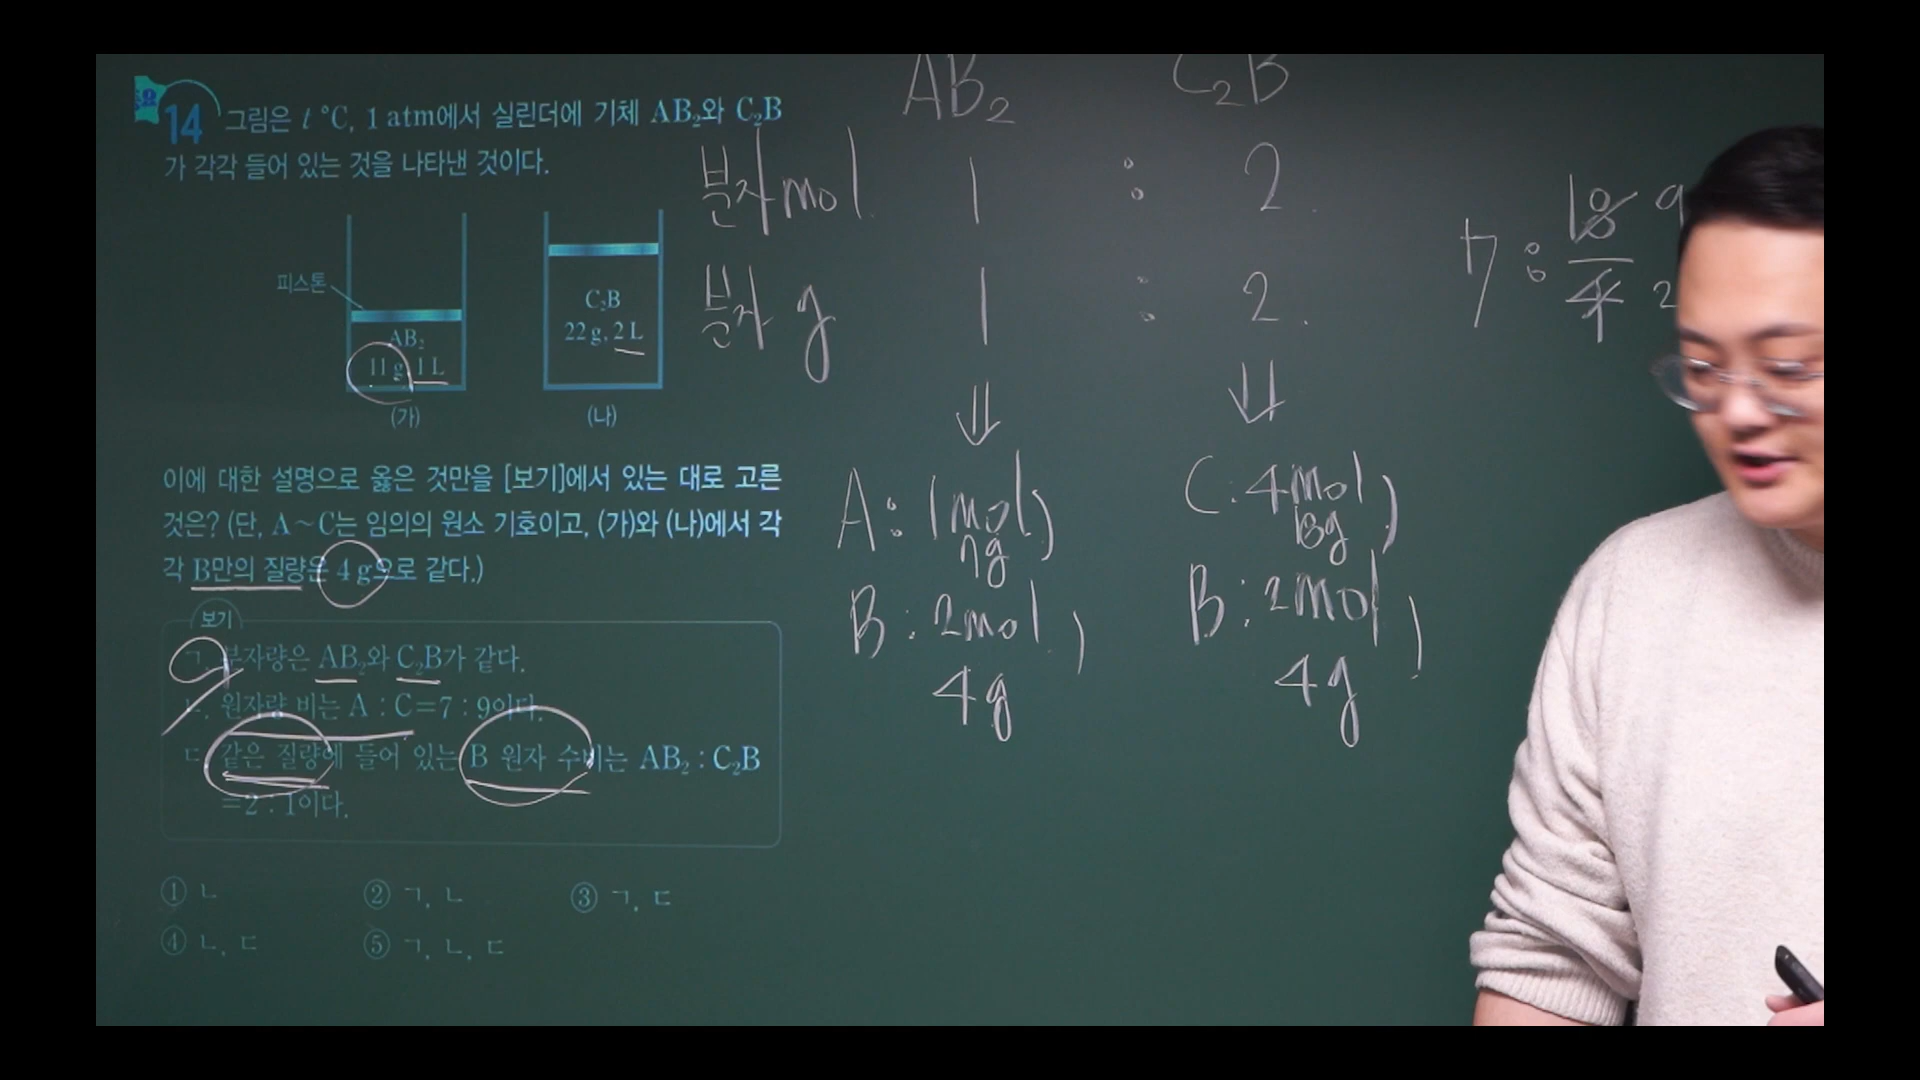 14 그림은 t °C, 1 atm에서 실린더에 기체 AB₂와 C₂B
가 각각 들어 있는 것을 나타낸 것이다.
피스톤
AB₂
11 g, 1 L
(가)
C₂B
22 g, 2 L
(나)
이에 대한 설명으로 옳은 것만을 [보기]에서 있는 대로 고른
것은? (단, A~C는 임의의 원소 기호이고, (가)와 (나)에서 각
각 B만의 질량은 4 g으로 같다.)
보기
ㄱ. 분자량은 AB₂와 C₂B가 같다.
ㄴ. 원자량 비는 A : C=7 : 9이다.
ㄷ. 같은 질량에 들어 있는 B 원자 수비는 AB₂ : C₂B
=2 : 1이다.
① ㄴ ② ㄱ, ㄴ ③ ㄱ, ㄷ
④ ㄴ, ㄷ ⑤ ㄱ, ㄴ, ㄷ
AB₂ C₂B
분자 mol 1 : 2
분자 g 1 : 2
A : 1mol
7g
B : 2mol
4g
C : 4mol
18g
B : 2mol
4g
7 : 18 9
4 2